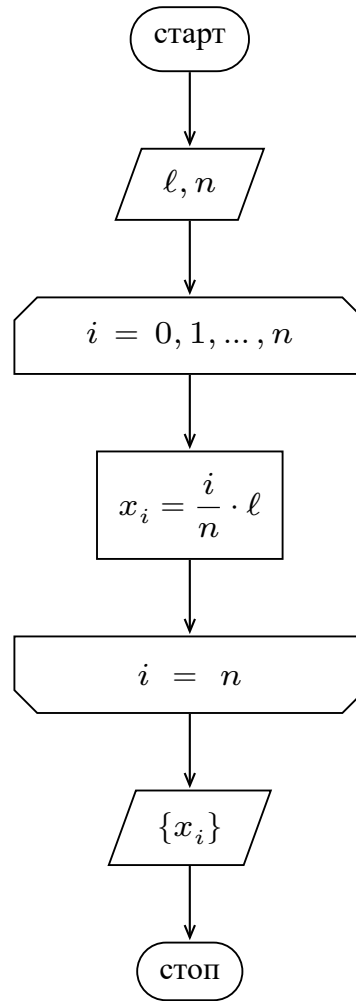 старт
ℓ, n
i = 0, 1, ... , n
x_i = i/n · ℓ
i = n
{x_i}
стоп